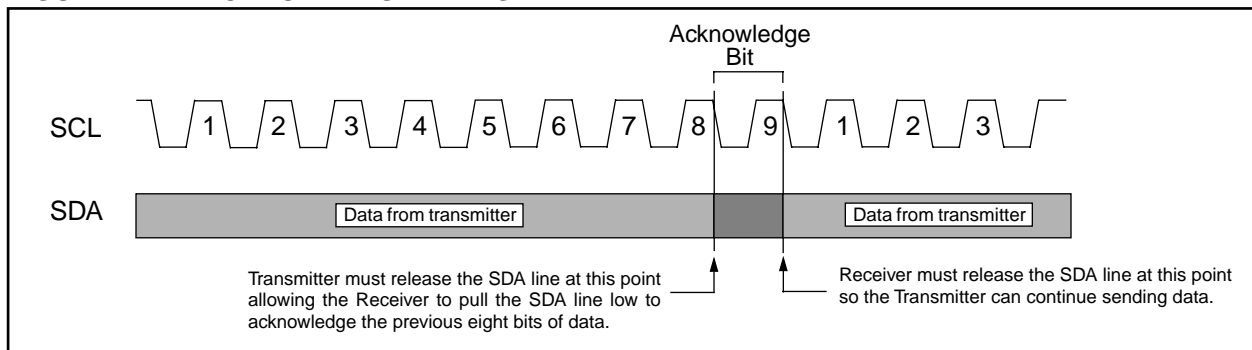 Acknowledge
Bit
SCL 1 2 3 4 5 6 7 8 9 1 2 3
SDA Data from transmitter Data from transmitter
Transmitter must release the SDA line at this point
allowing the Receiver to pull the SDA line low to
acknowledge the previous eight bits of data.
Receiver must release the SDA line at this point
so the Transmitter can continue sending data.